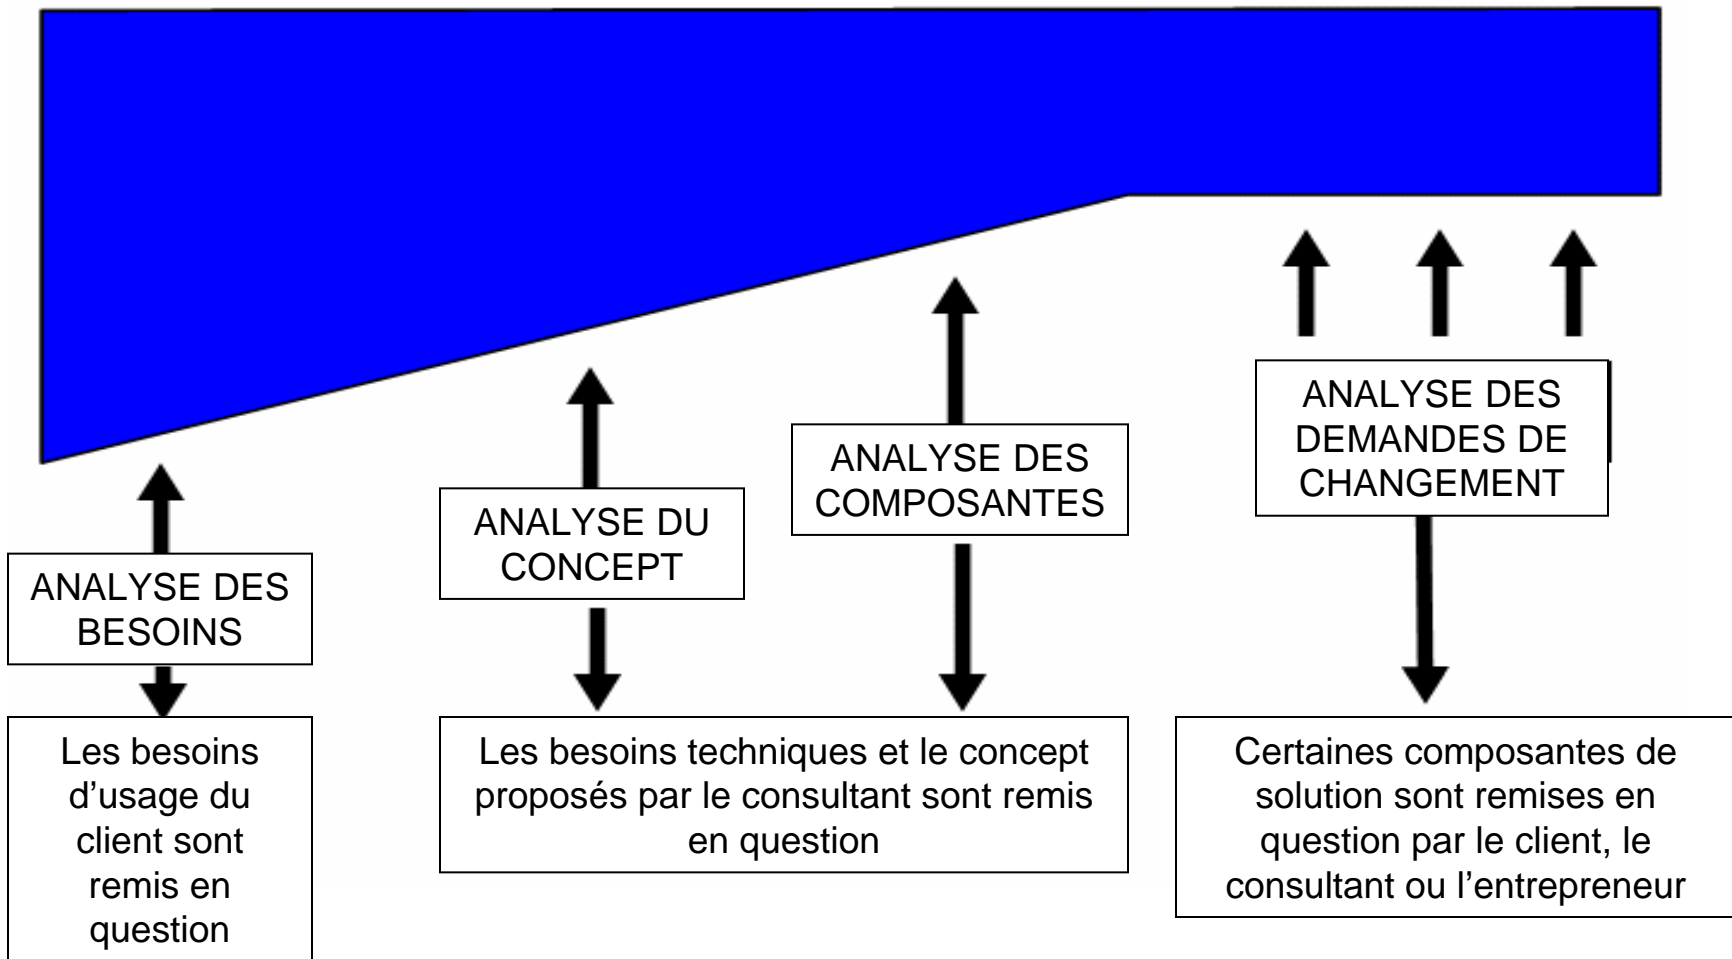 ANALYSE DES
BESOINS
ANALYSE DU
CONCEPT
ANALYSE DES
COMPOSANTES
ANALYSE DES
DEMANDES DE
CHANGEMENT
Les besoins
d’usage du
client sont
remis en
question
Les besoins techniques et le concept
proposés par le consultant sont remis
en question
Certaines composantes de
solution sont remises en
question par le client, le
consultant ou l’entrepreneur